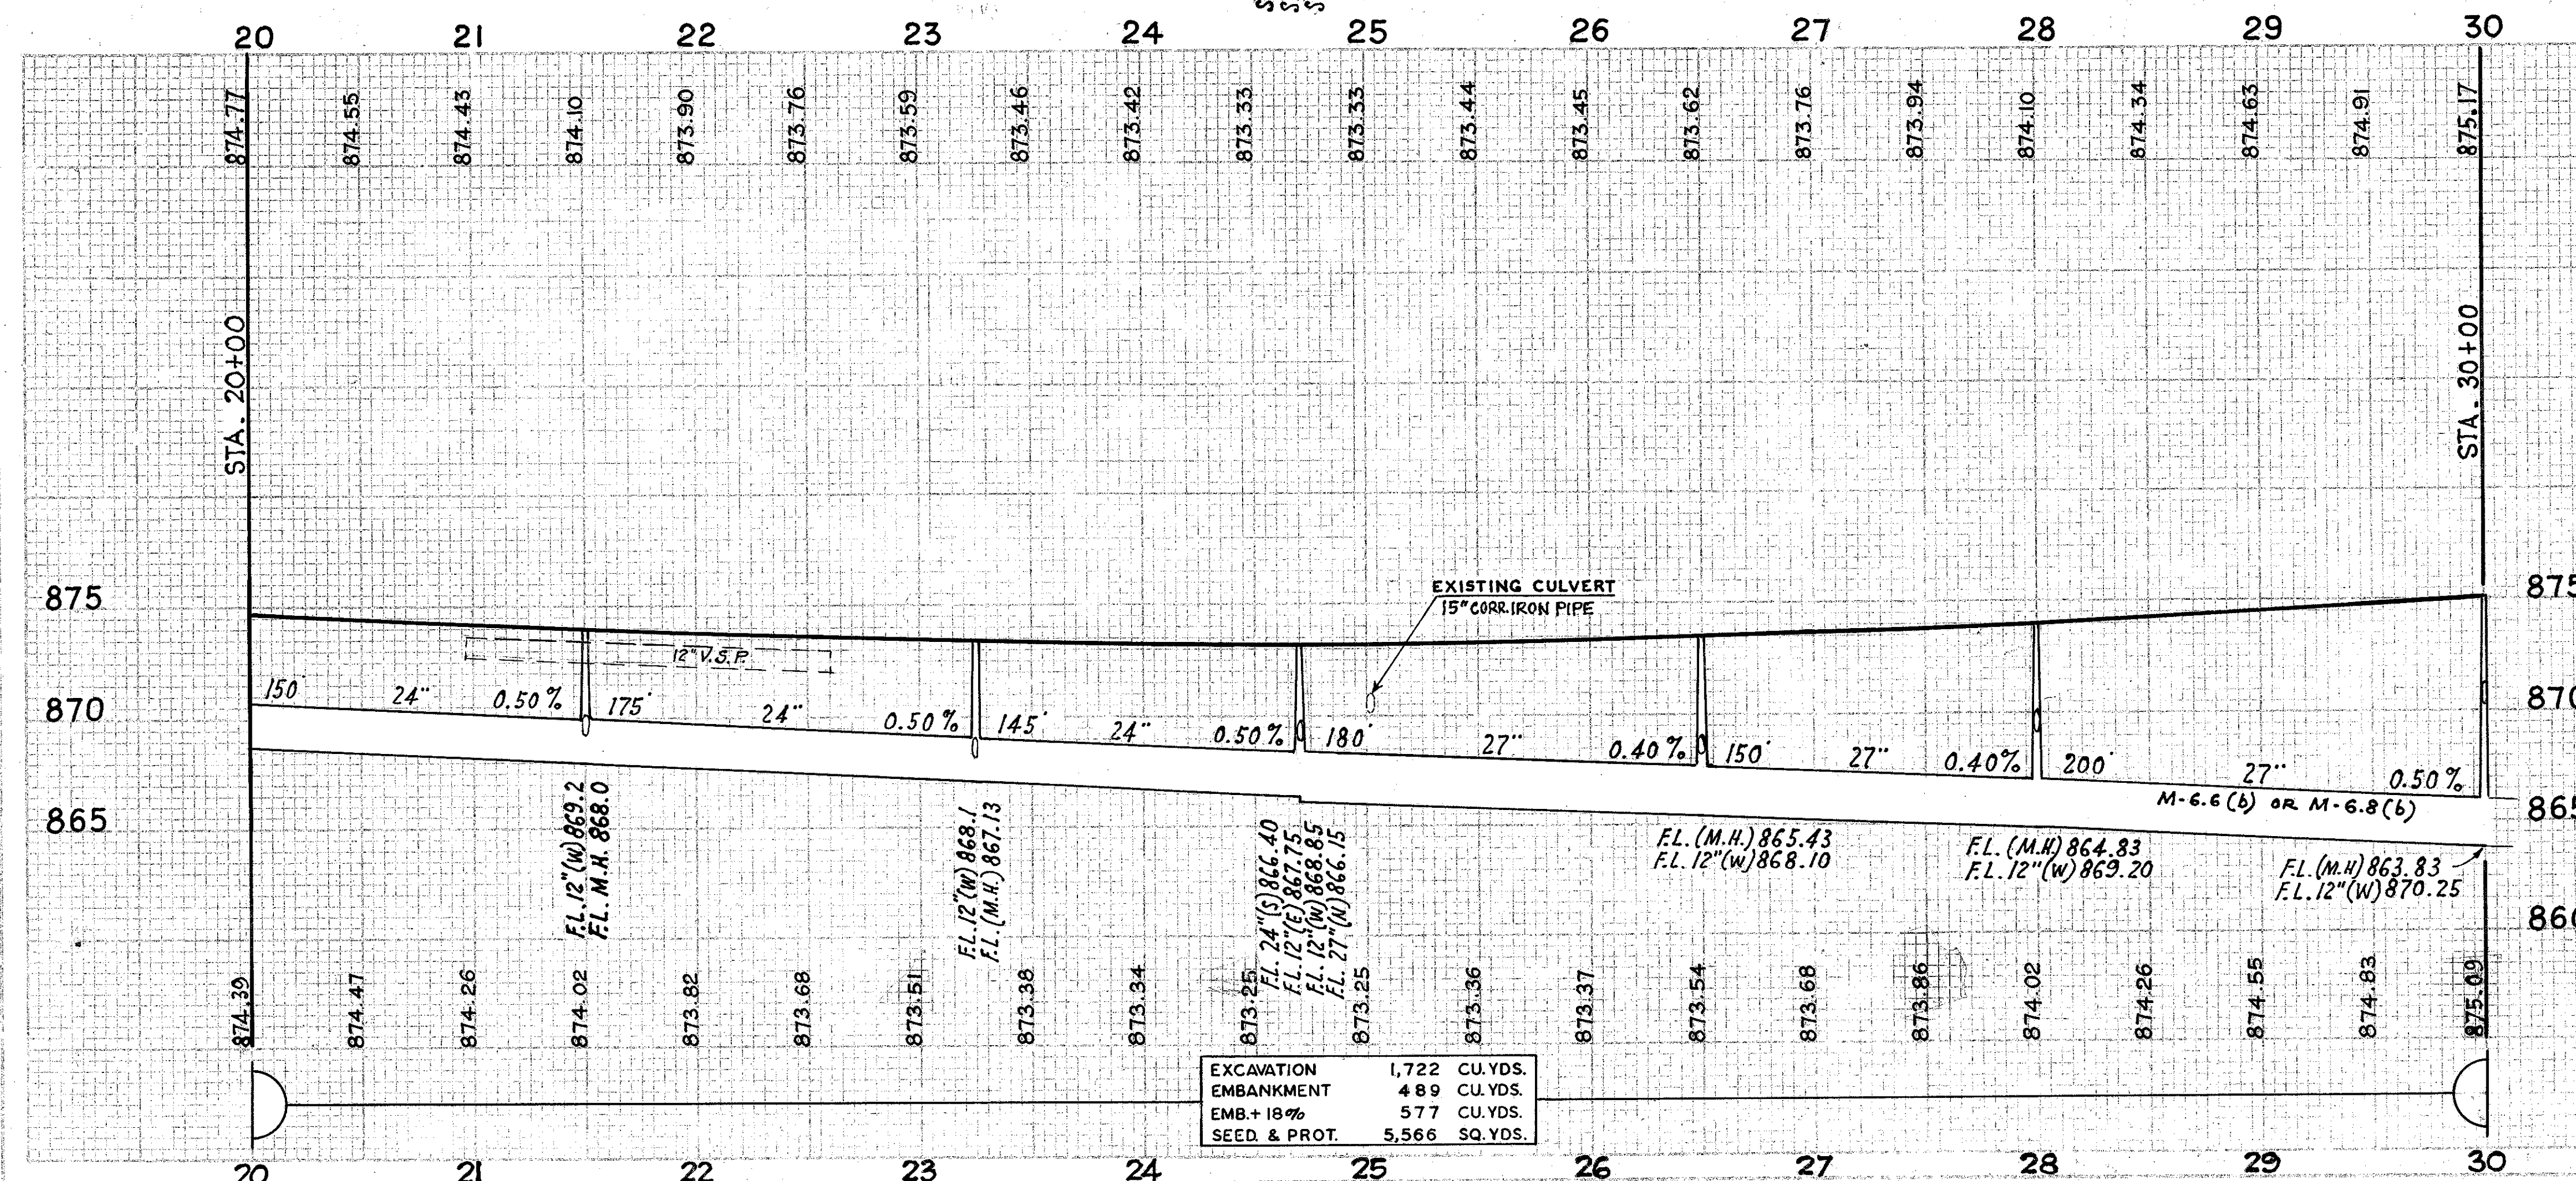 20 21 22 23 24 25 26 27 28 29 30
874.77 874.55 874.43 874.10 873.90 873.76 873.59 873.46 873.42 873.33 873.33 873.44 873.45 873.62 873.76 873.94 874.10 874.34 874.63 874.91 875.17
STA. 20+00
STA. 30+00
EXISTING CULVERT
15" CORR. IRON PIPE
875
875
12" V.S.P.
150' 24" 0.50% 175' 24" 0.50% 145' 24" 0.50% 180' 27" 0.40% 150' 27" 0.40% 200' 27" 0.50%
870
870
M-6.6 (b) OR M-6.8 (b)
865
865
F.L. 12" (W) 869.2
F.L. M.H. 868.0
F.L. 12" (W) 868.1
F.L. (M.H.) 867.13
F.L. 24" (S) 866.40
F.L. 12" (E) 867.75
F.L. 12" (W) 868.85
F.L. 27" (N) 866.15
F.L. (M.H.) 865.43
F.L. 12" (W) 868.10
F.L. (M.H.) 864.83
F.L. 12" (W) 869.20
F.L. (M.H) 863.83
F.L. 12" (W) 870.25
860
874.39 874.47 874.26 874.02 873.82 873.68 873.51 873.38 873.34 873.25 873.25 873.36 873.37 873.54 873.68 873.86 874.02 874.26 874.55 874.83 875.09
EXCAVATION 1,722 CU. YDS.
EMBANKMENT 489 CU. YDS.
EMB.+ 18% 577 CU. YDS.
SEED. & PROT. 5,566 SQ. YDS.
20 21 22 23 24 25 26 27 28 29 30